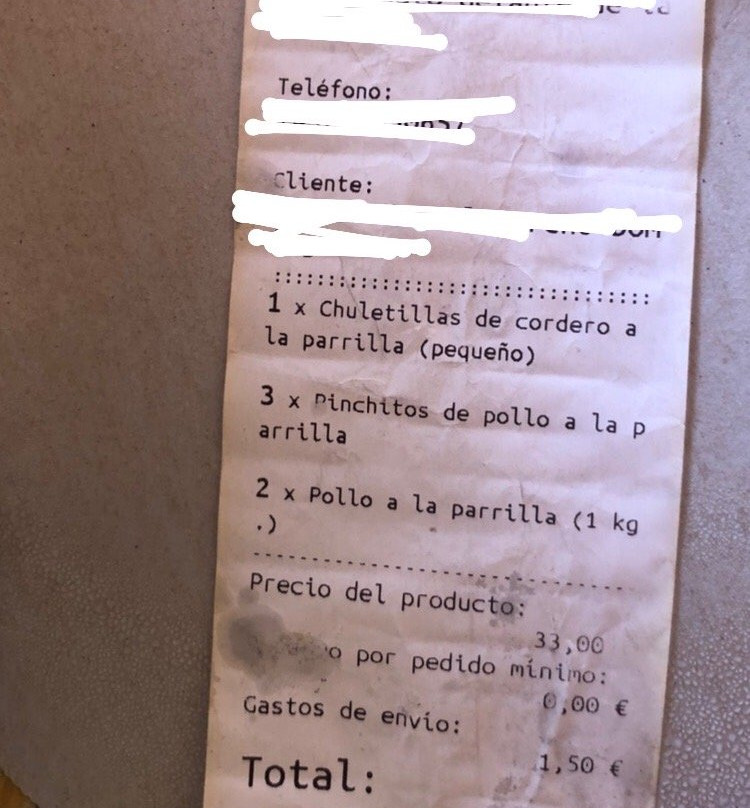 Teléfono:
Cliente:
::::::::::::::::::::::::::::::::::
1 x Chuletillas de cordero a
la parrilla (pequeño)
3 x Pinchitos de pollo a la p
arrilla
2 x Pollo a la parrilla (1 kg
.)
----------------------------------
Precio del producto:
33,00
por pedido mínimo:
0,00 €
Gastos de envío:
1,50 €
Total: